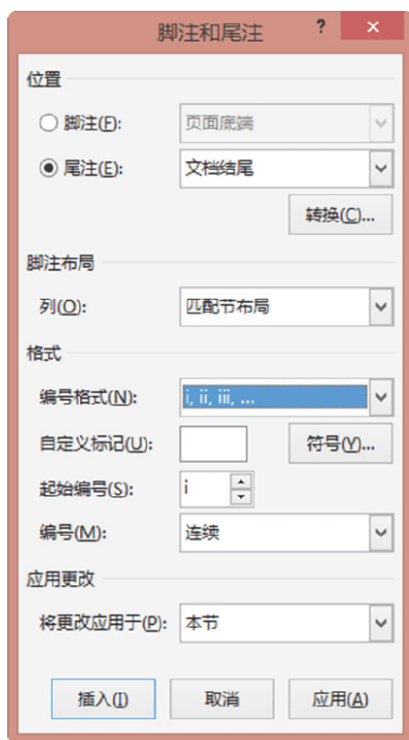 脚注和尾注 ?
位置
脚注(F): 页面底端
尾注(E): 文档结尾
转换(C)...
脚注布局
列(O): 匹配节布局
格式
编号格式(N): i, ii, iii, ...
自定义标记(U): 符号(Y)...
起始编号(S): i
编号(M): 连续
应用更改
将更改应用于(P): 本节
插入(I) 取消 应用(A)